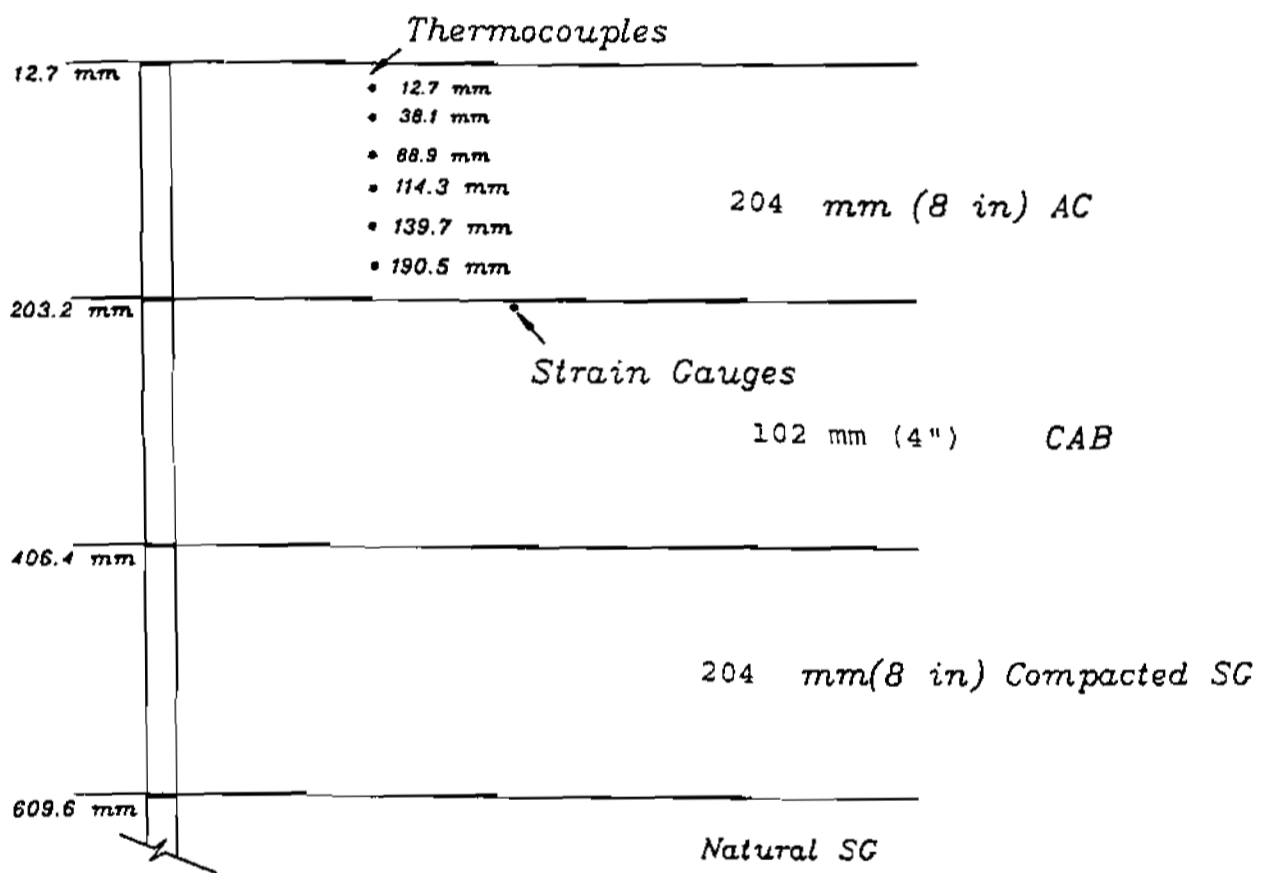 Thermocouples
12.7 mm
12.7 mm
38.1 mm
88.9 mm
114.3 mm
139.7 mm
190.5 mm
204 mm (8 in) AC
203.2 mm
Strain Gauges
102 mm (4") CAB
406.4 mm
204 mm(8 in) Compacted SG
609.6 mm
Natural SG